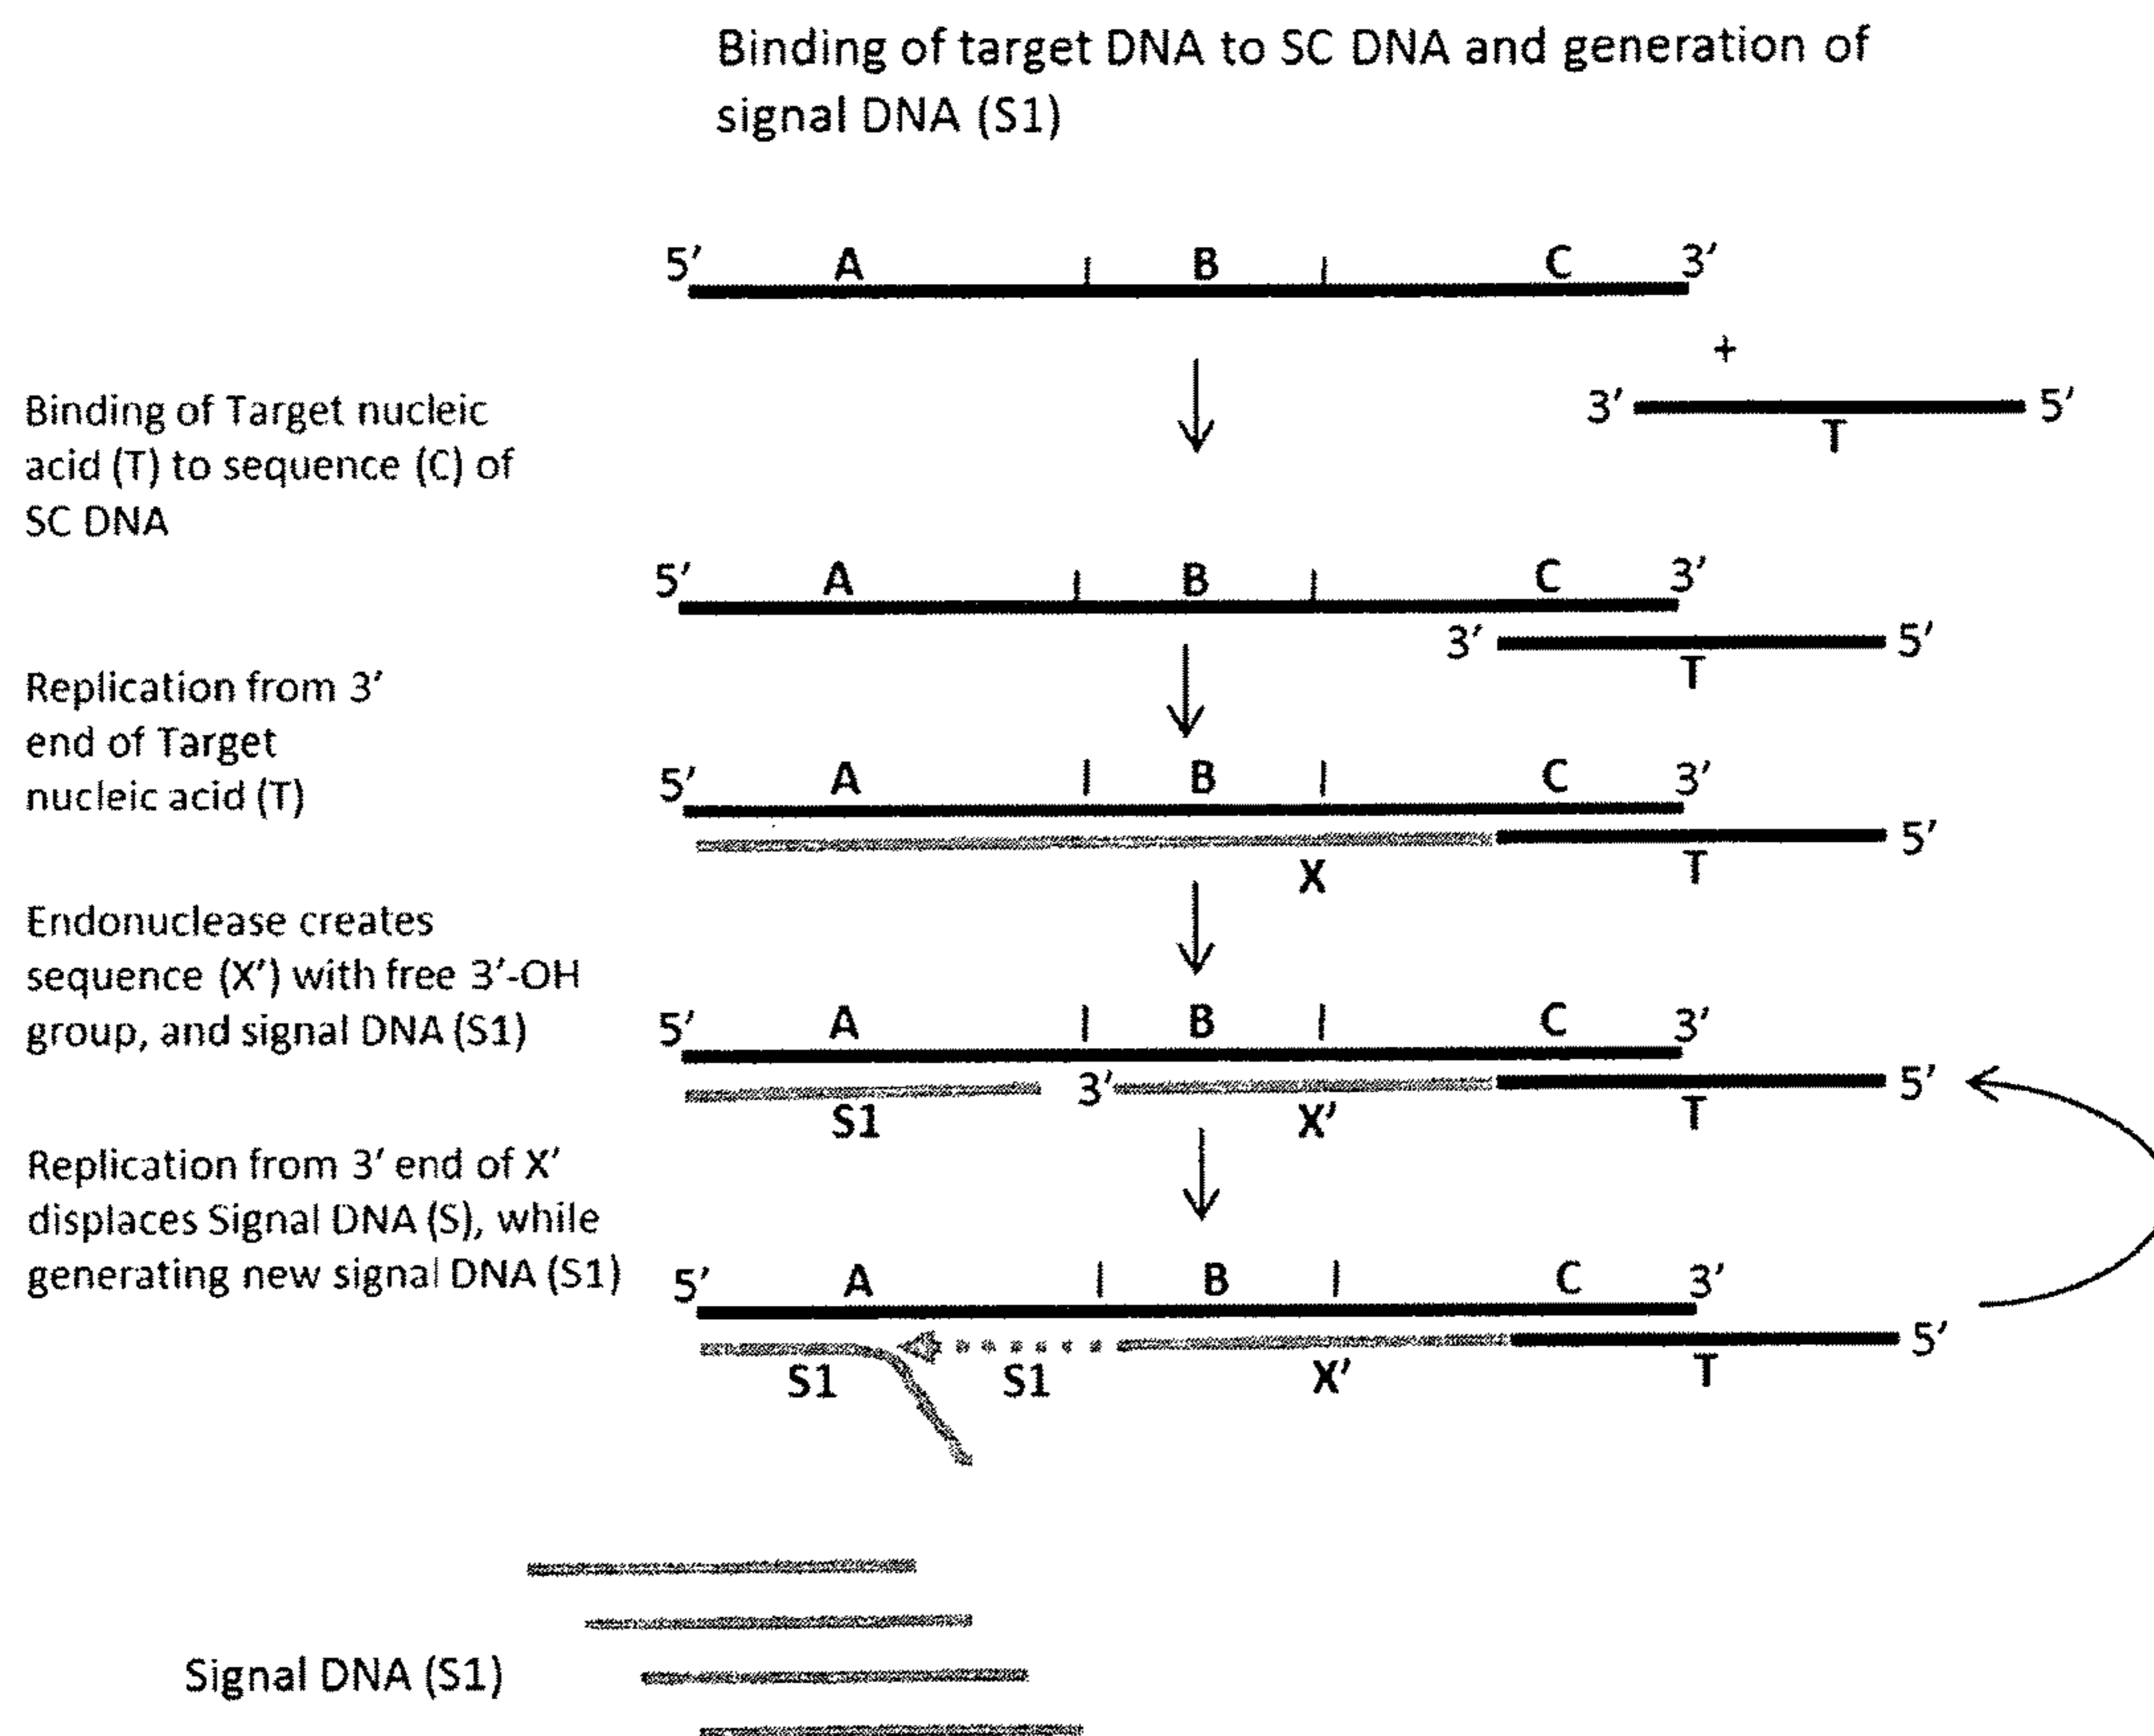 Binding of target DNA to SC DNA and generation of
signal DNA (S1)
5′ A | B | C 3′
+
3′ 5′
T
Binding of Target nucleic
acid (T) to sequence (C) of
SC DNA
5′ A | B | C 3′
3′ 5′
T
Replication from 3′
end of Target
nucleic acid (T)
5′ A | B | C 3′
5′
X T
Endonuclease creates
sequence (X′) with free 3′-OH
group, and signal DNA (S1)
5′ A | B | C 3′
3′ 5′
S1 X′ T
Replication from 3′ end of X′
displaces Signal DNA (S), while
generating new signal DNA (S1)
5′ A | B | C 3′
5′
S1 S1 X′ T
Signal DNA (S1)